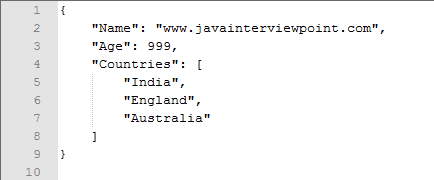 1 {
2     "Name": "www.javainterviewpoint.com",
3     "Age": 999,
4     "Countries": [
5         "India",
6         "England",
7         "Australia"
8     ]
9 }
10